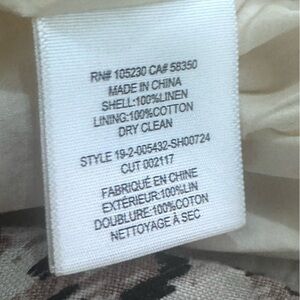 RN# 105230 CA# 58350
MADE IN CHINA
SHELL:100%LINEN
LINING:100%COTTON
DRY CLEAN
STYLE 19-2-005432-SH00724
CUT 002117
FABRIQUÉ EN CHINE
EXTÉRIEUR:100%LIN
DOUBLURE:100%COTON
NETTOYAGE À SEC